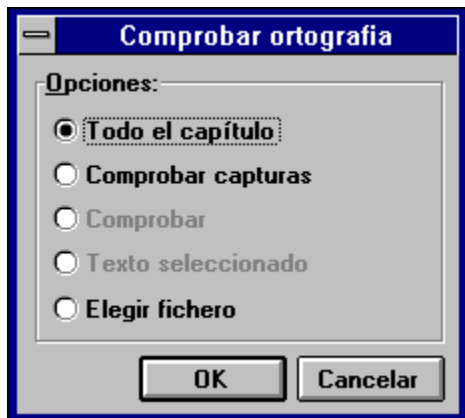 Comprobar ortografia
Opciones:
Todo el capítulo
Comprobar capturas
Comprobar
Texto seleccionado
Elegir fichero
OK Cancelar